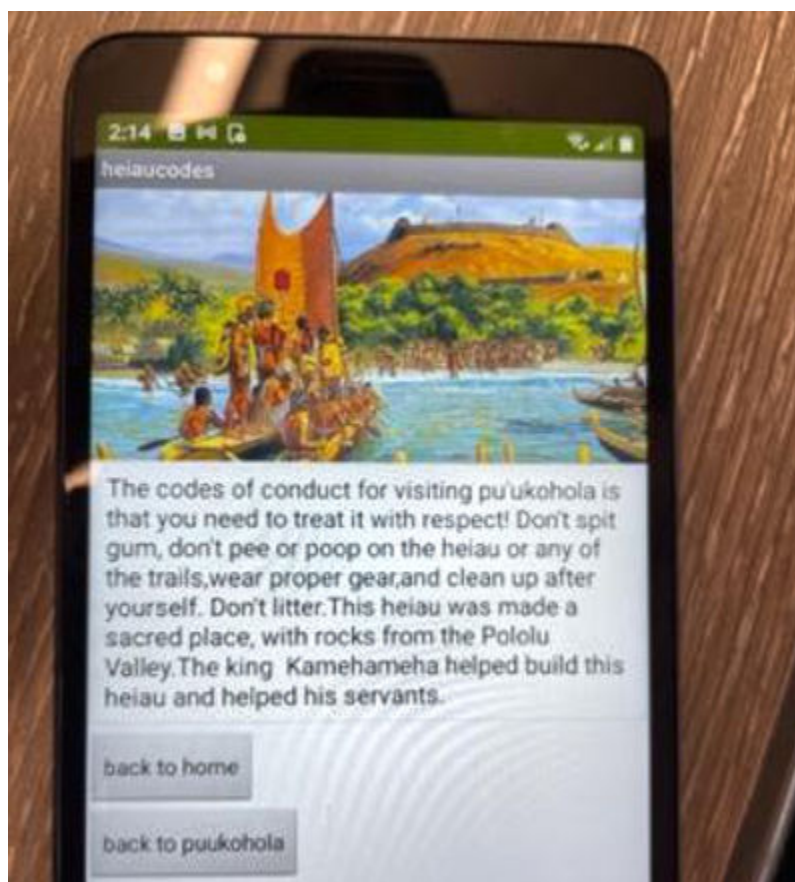 2:14
heiaucodes
The codes of conduct for visiting pu'ukohola is
that you need to treat it with respect! Don't spit
gum, don't pee or poop on the heiau or any of
the trails,wear proper gear,and clean up after
yourself. Don't litter.This heiau was made a
sacred place, with rocks from the Pololu
Valley.The king Kamehameha helped build this
heiau and helped his servants.
back to home
back to puukohola